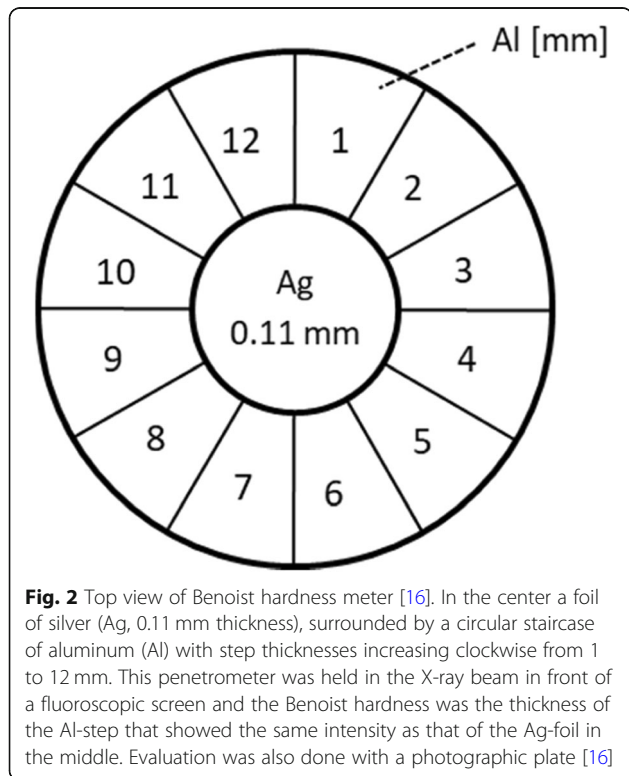 Al [mm]
12
1
11
2
10
3
Ag
0.11 mm
9
4
8
5
7
6
Fig. 2 Top view of Benoist hardness meter [16]. In the center a foil
of silver (Ag, 0.11 mm thickness), surrounded by a circular staircase
of aluminum (Al) with step thicknesses increasing clockwise from 1
to 12 mm. This penetrometer was held in the X-ray beam in front of
a fluoroscopic screen and the Benoist hardness was the thickness of
the Al-step that showed the same intensity as that of the Ag-foil in
the middle. Evaluation was also done with a photographic plate [16]